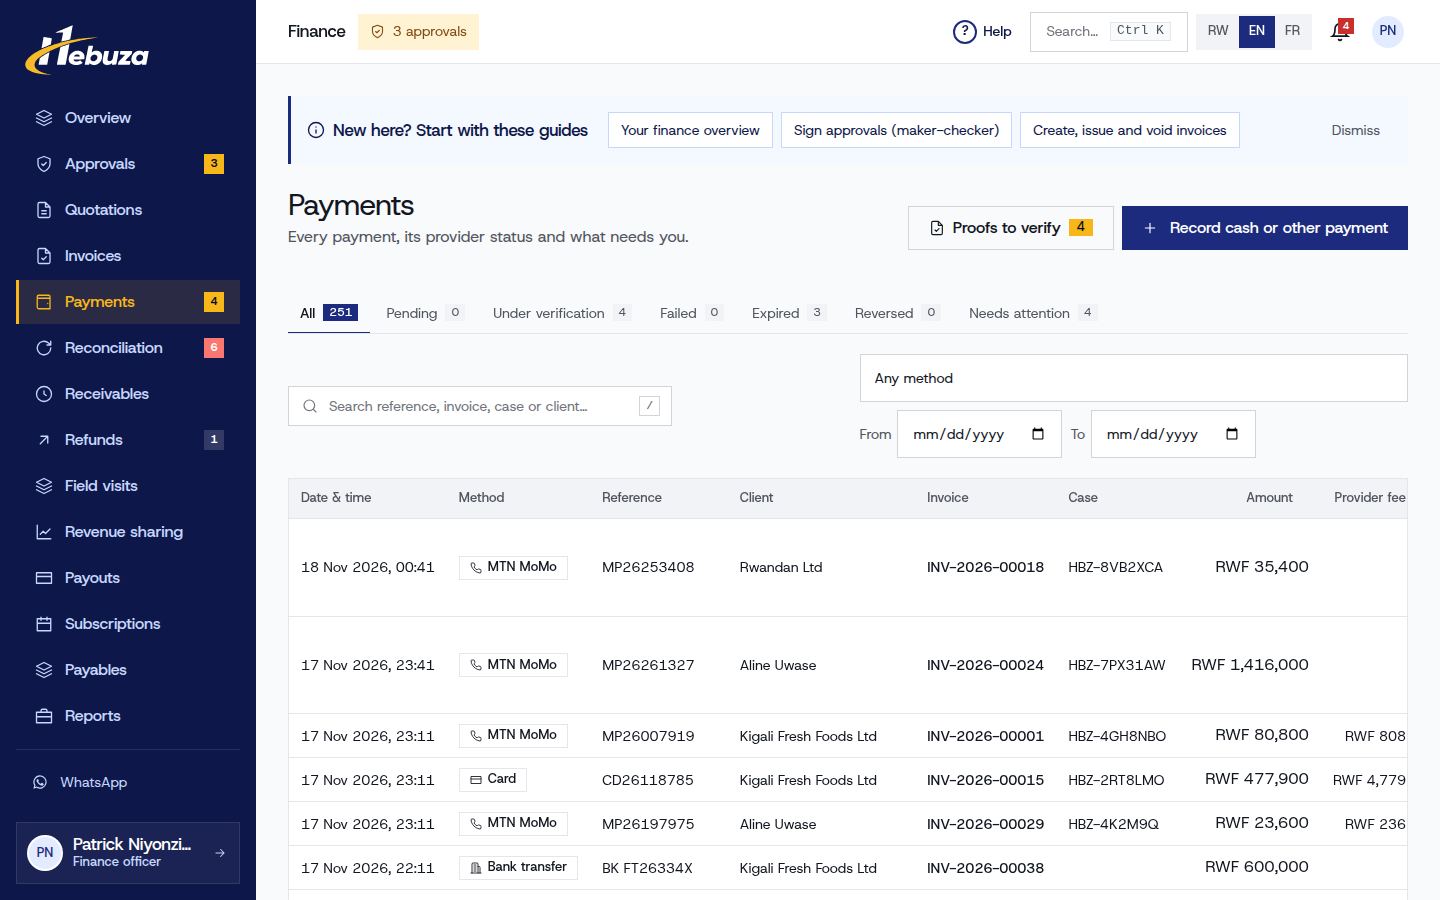 Hebuza
Overview
Approvals 3
Quotations
Invoices
Payments 4
Reconciliation 6
Receivables
Refunds 1
Field visits
Revenue sharing
Payouts
Subscriptions
Payables
Reports
WhatsApp
PN
Patrick Niyonzi...
Finance officer
Finance
3 approvals
? Help
Search... Ctrl K
RW EN FR
4
PN
New here? Start with these guides
Your finance overview
Sign approvals (maker-checker)
Create, issue and void invoices
Dismiss
Payments
Every payment, its provider status and what needs you.
Proofs to verify 4
Record cash or other payment
All 251 Pending 0 Under verification 4 Failed 0 Expired 3 Reversed 0 Needs attention 4
Search reference, invoice, case or client... /
Any method
From mm/dd/yyyy To mm/dd/yyyy
Date & time Method Reference Client Invoice Case Amount Provider fee
18 Nov 2026, 00:41 MTN MoMo MP26253408 Rwandan Ltd INV-2026-00018 HBZ-8VB2XCA RWF 35,400
17 Nov 2026, 23:41 MTN MoMo MP26261327 Aline Uwase INV-2026-00024 HBZ-7PX31AW RWF 1,416,000
17 Nov 2026, 23:11 MTN MoMo MP26007919 Kigali Fresh Foods Ltd INV-2026-00001 HBZ-4GH8NBO RWF 80,800 RWF 808
17 Nov 2026, 23:11 Card CD26118785 Kigali Fresh Foods Ltd INV-2026-00015 HBZ-2RT8LMO RWF 477,900 RWF 4,779
17 Nov 2026, 23:11 MTN MoMo MP26197975 Aline Uwase INV-2026-00029 HBZ-4K2M9Q RWF 23,600 RWF 236
17 Nov 2026, 22:11 Bank transfer BK FT26334X Kigali Fresh Foods Ltd INV-2026-00038 RWF 600,000